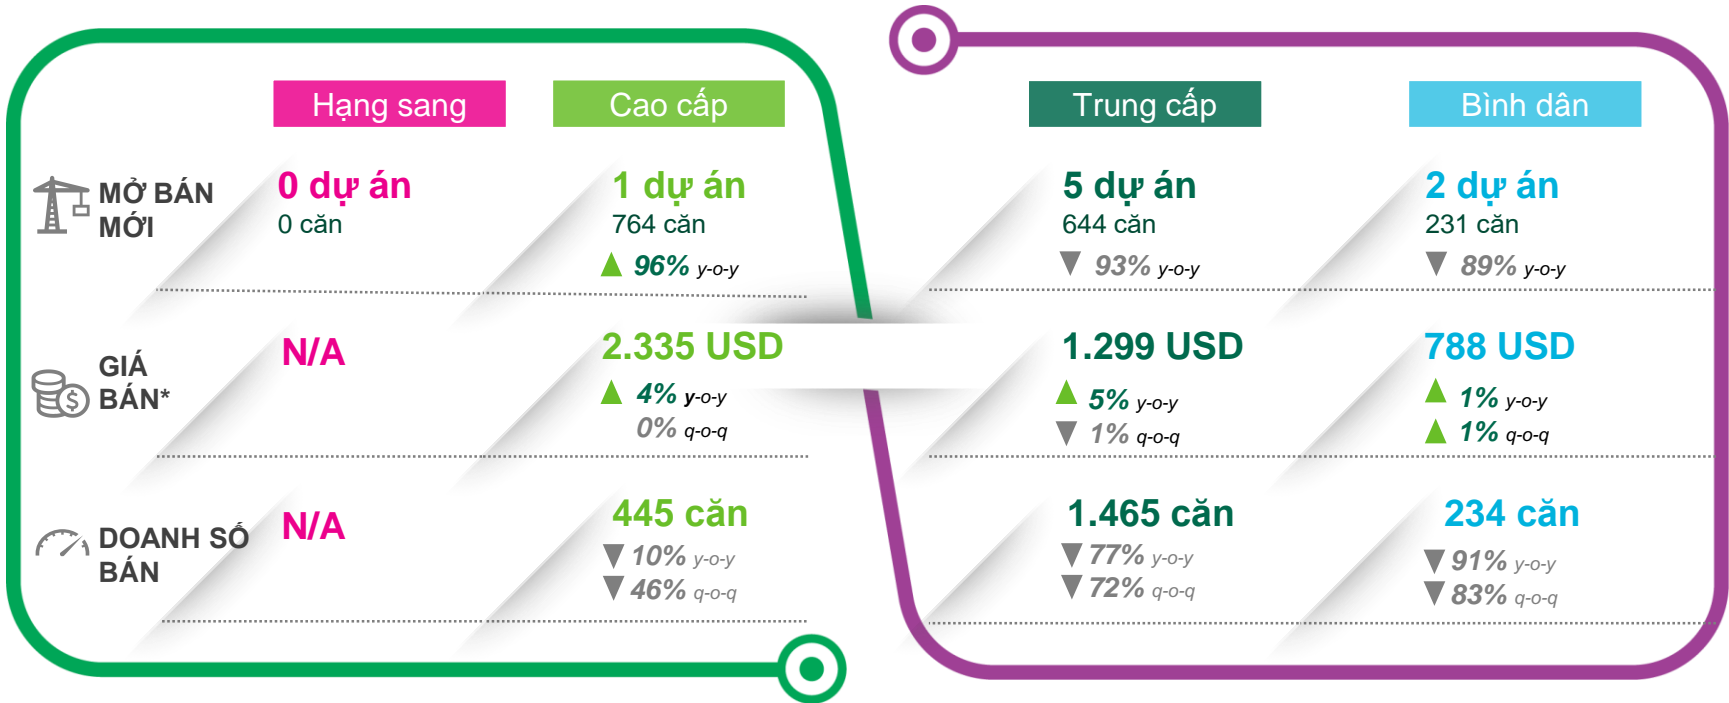 Hạng sang
Cao cấp
Trung cấp
Bình dân
MỞ BÁN
MỚI
0 dự án
0 căn
1 dự án
764 căn
96% y-o-y
5 dự án
644 căn
93% y-o-y
2 dự án
231 căn
89% y-o-y
GIÁ
BÁN*
N/A
2.335 USD
4% y-o-y
0% q-o-q
1.299 USD
5% y-o-y
1% q-o-q
788 USD
1% y-o-y
1% q-o-q
DOANH SỐ
BÁN
N/A
445 căn
10% y-o-y
46% q-o-q
1.465 căn
77% y-o-y
72% q-o-q
234 căn
91% y-o-y
83% q-o-q